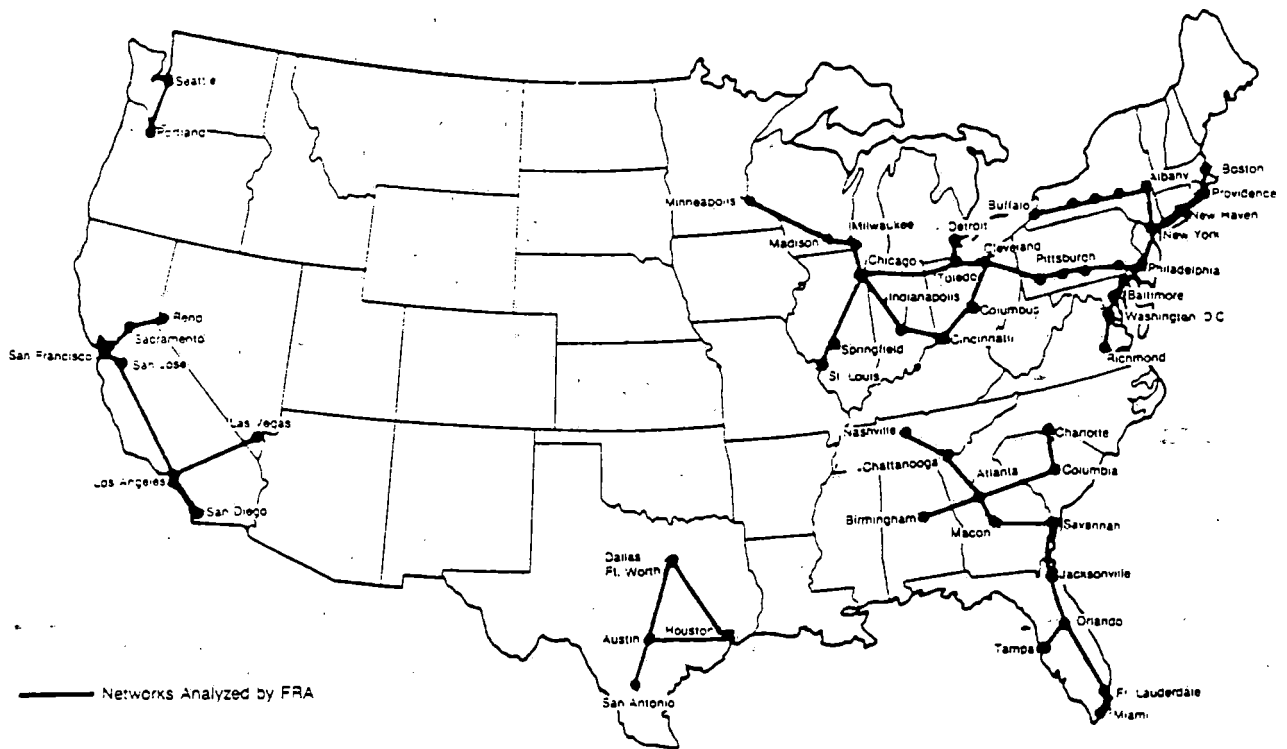 Seattle
Portland
Minneapolis
Madison
Milwaukee
Chicago
Detroit
Toledo
Cleveland
Buffalo
Albany
Boston
Providence
New Haven
New York
Pittsburgh
Philadelphia
Baltimore
Washington D.C.
Richmond
Indianapolis
Columbus
Cincinnati
Springfield
St. Louis
Reno
Sacramento
San Francisco
San Jose
Las Vegas
Los Angeles
San Diego
Nashville
Chattanooga
Atlanta
Charlotte
Columbia
Birmingham
Macon
Savannah
Jacksonville
Orlando
Tampa
Ft. Lauderdale
Miami
Dallas
Ft. Worth
Austin
Houston
San Antonio
Networks Analyzed by FRA